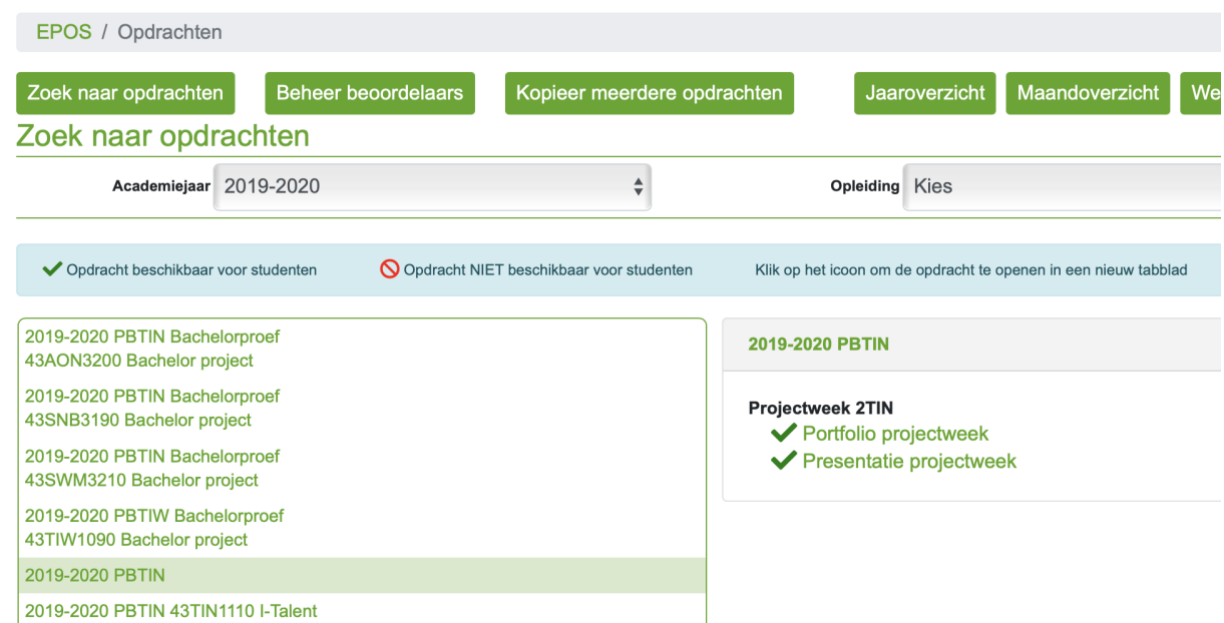 EPOS / Opdrachten
Zoek naar opdrachten Beheer beoordelaars Kopieer meerdere opdrachten Jaaroverzicht Maandoverzicht We
Zoek naar opdrachten
Academiejaar 2019-2020 Opleiding Kies
Opdracht beschikbaar voor studenten Opdracht NIET beschikbaar voor studenten Klik op het icoon om de opdracht te openen in een nieuw tabblad
2019-2020 PBTIN Bachelorproef
43AON3200 Bachelor project
2019-2020 PBTIN Bachelorproef
43SNB3190 Bachelor project
2019-2020 PBTIN Bachelorproef
43SWM3210 Bachelor project
2019-2020 PBTIW Bachelorproef
43TIW1090 Bachelor project
2019-2020 PBTIN
2019-2020 PBTIN 43TIN1110 I-Talent
2019-2020 PBTIN
Projectweek 2TIN
Portfolio projectweek
Presentatie projectweek